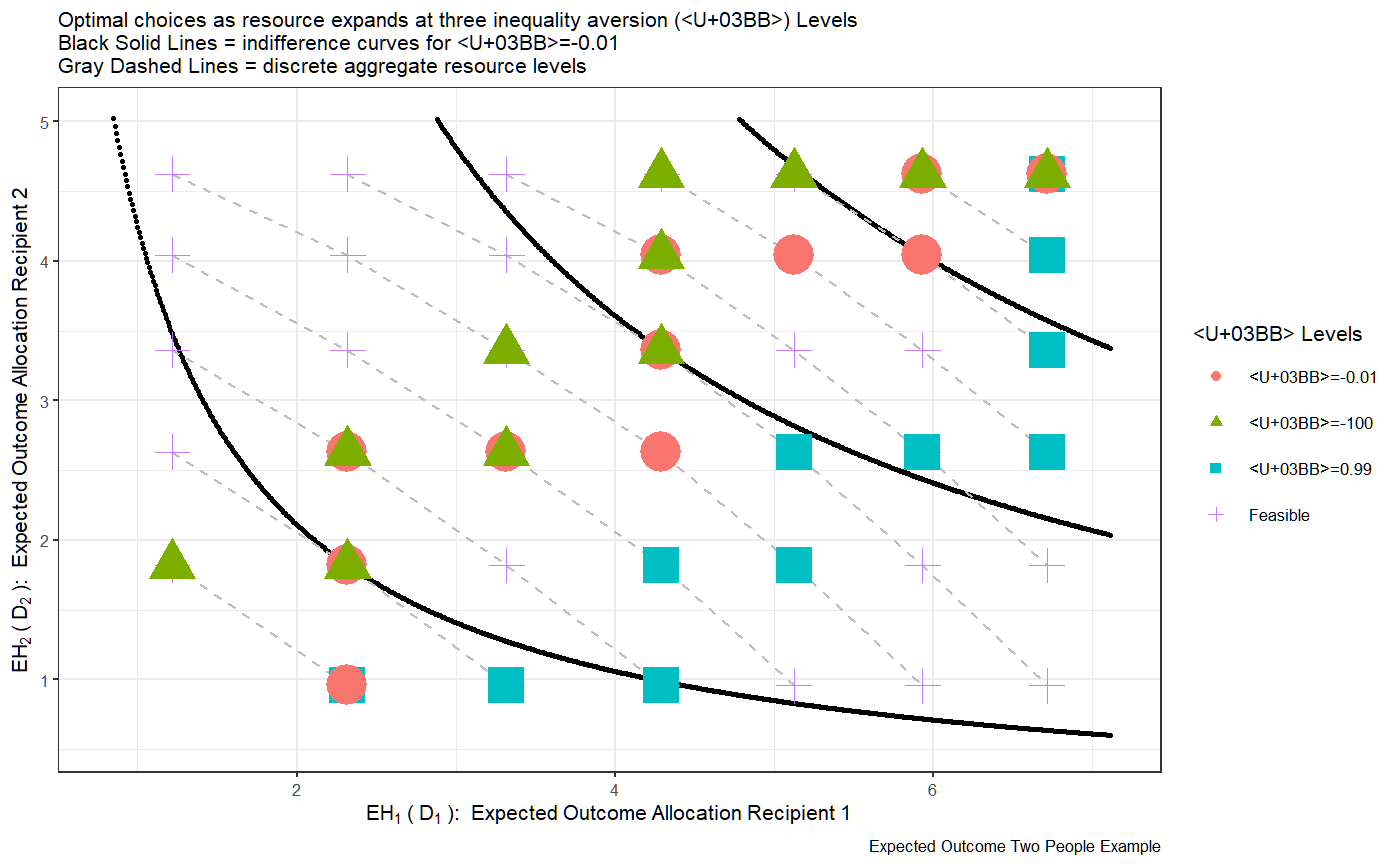 Optimal choices as resource expands at three inequality aversion (<U+03BB>) Levels
Black Solid Lines = indifference curves for <U+03BB>=-0.01
Gray Dashed Lines = discrete aggregate resource levels
5
4
3
2
1
EH₂ ( D₂ ):  Expected Outcome Allocation Recipient 2
2 4 6
EH₁ ( D₁ ):  Expected Outcome Allocation Recipient 1
<U+03BB> Levels
<U+03BB>=-0.01
<U+03BB>=-100
<U+03BB>=0.99
Feasible
Expected Outcome Two People Example